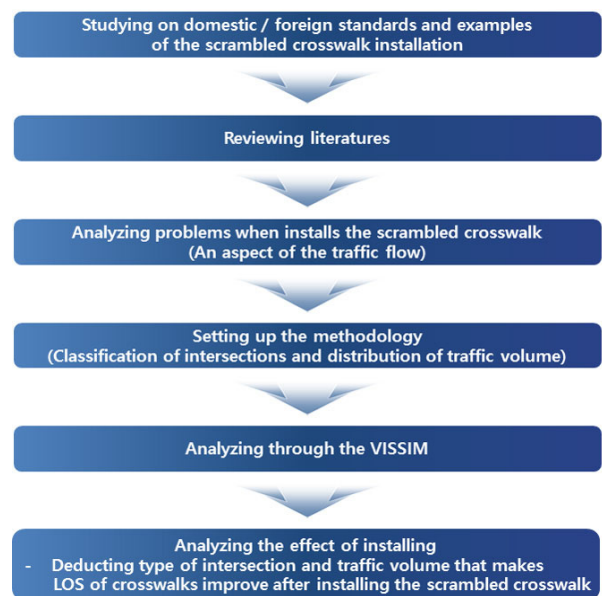 Studying on domestic / foreign standards and examples
of the scrambled crosswalk installation
Reviewing literatures
Analyzing problems when installs the scrambled crosswalk
(An aspect of the traffic flow)
Setting up the methodology
(Classification of intersections and distribution of traffic volume)
Analyzing through the VISSIM
Analyzing the effect of installing
- Deducting type of intersection and traffic volume that makes
LOS of crosswalks improve after installing the scrambled crosswalk